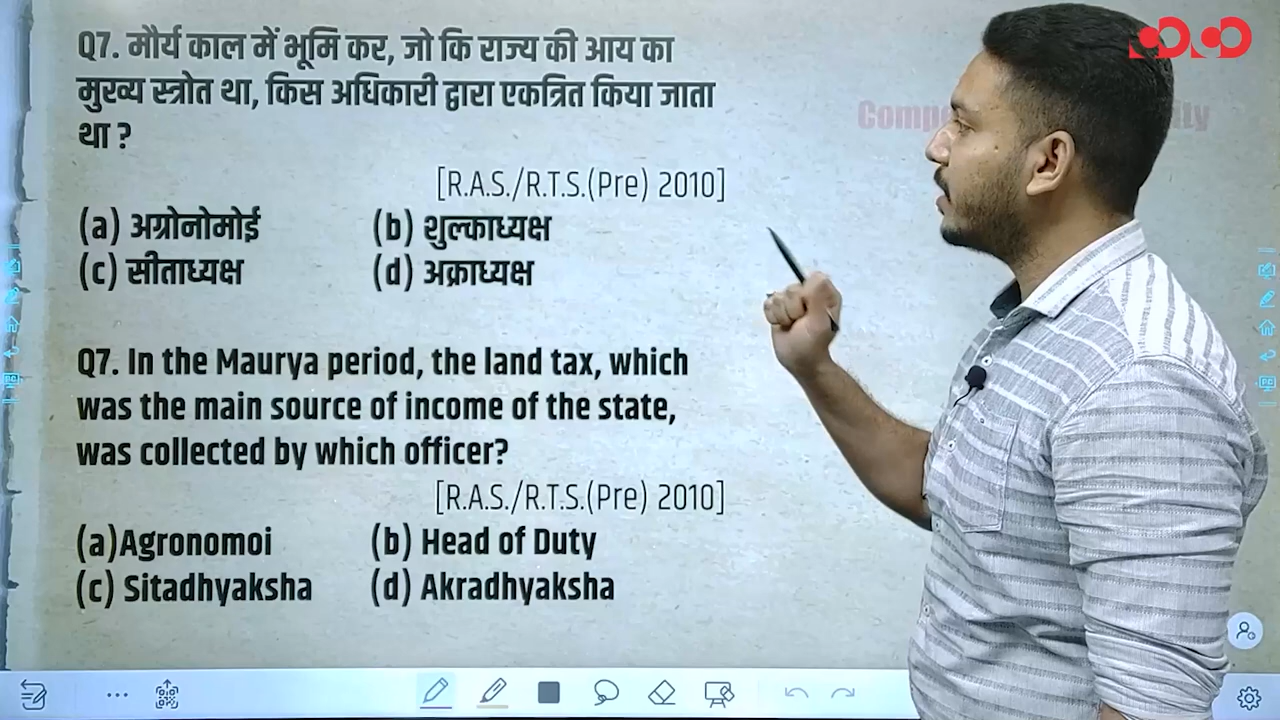 Q7. मौर्य काल में भूमि कर, जो कि राज्य की आय का
मुख्य स्त्रोत था, किस अधिकारी द्वारा एकत्रित किया जाता
था ?
[R.A.S./R.T.S.(Pre) 2010]
(a) अग्रोनोमोई (b) शुल्काध्यक्ष
(c) सीताध्यक्ष (d) अक्राध्यक्ष
Q7. In the Maurya period, the land tax, which
was the main source of income of the state,
was collected by which officer?
[R.A.S./R.T.S.(Pre) 2010]
(a)Agronomoi (b) Head of Duty
(c) Sitadhyaksha (d) Akradhyaksha